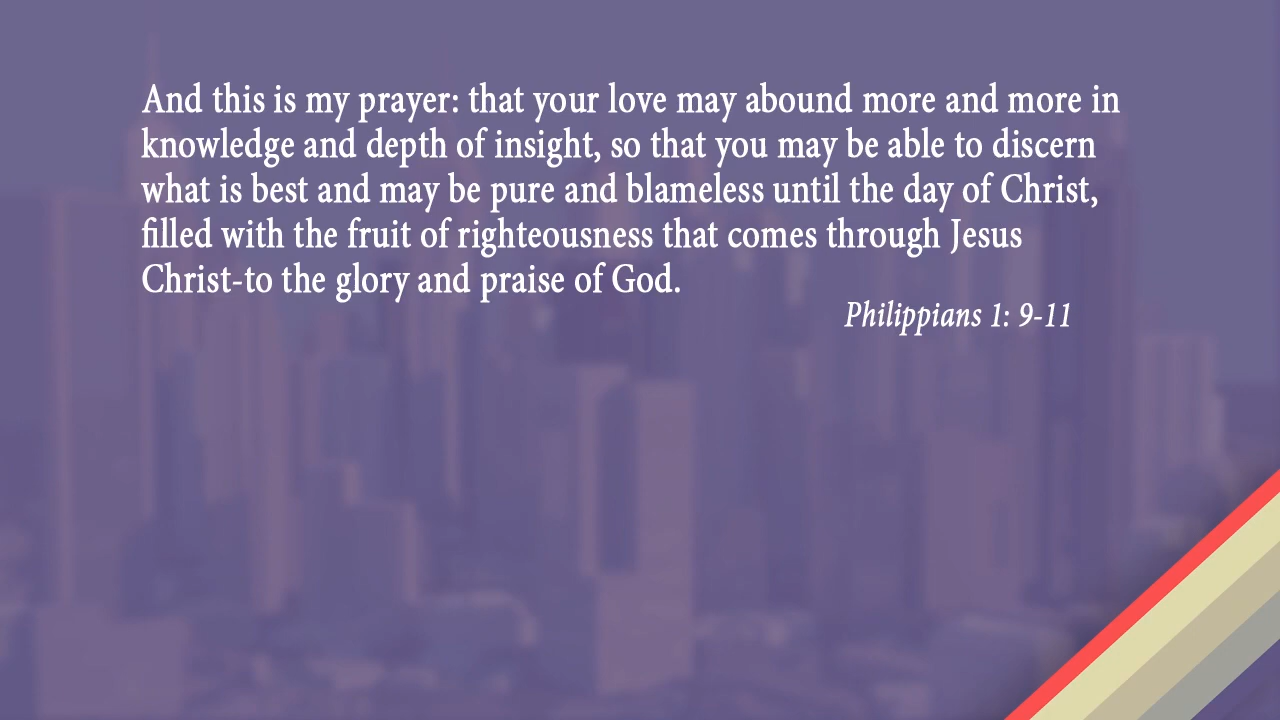 And this is my prayer: that your love may abound more and more in
knowledge and depth of insight, so that you may be able to discern
what is best and may be pure and blameless until the day of Christ,
filled with the fruit of righteousness that comes through Jesus
Christ-to the glory and praise of God.
Philippians 1: 9-11